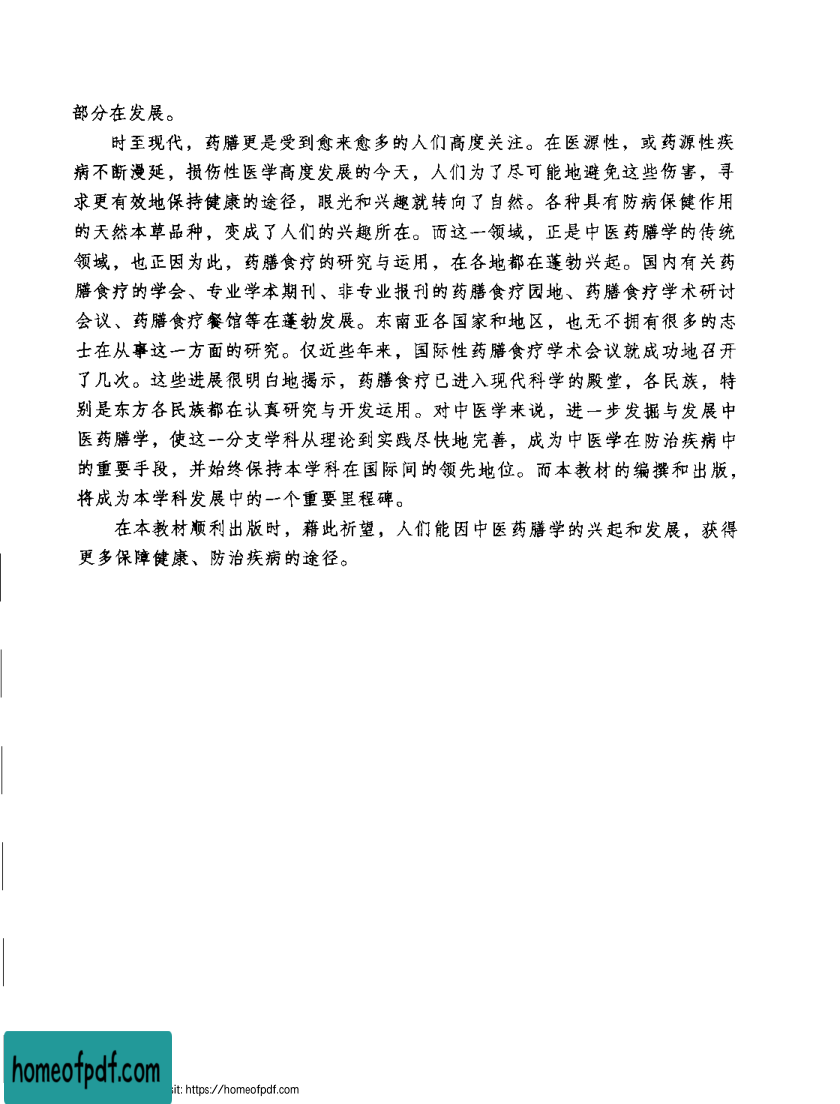 部分在发展。
时至现代，药膳更是受到愈来愈多的人们高度关注。在医源性，或药源性疾
病不断漫延，损伤性医学高度发展的今天，人们为了尽可能地避免这些伤害，寻
求更有效地保持健康的途径，眼光和兴趣就转向了自然。各种具有防病保健作用
的天然本草品种，变成了人们的兴趣所在。而这一领域，正是中医药膳学的传统
领域，也正因为此，药膳食疗的研究与运用，在各地都在蓬勃兴起。国内有关药
膳食疗的学会、专业学本期刊、非专业报刊的药膳食疗园地、药膳食疗学术研讨
会议、药膳食疗餐馆等在蓬勃发展。东南亚各国家和地区，也无不拥有很多的志
士在从事这一方面的研究。仅近些年来，国际性药膳食疗学术会议就成功地召开
了几次。这些进展很明白地揭示，药膳食疗已进入现代科学的殿堂，各民族，特
别是东方各民族都在认真研究与开发运用。对中医学来说，进一步发掘与发展中
医药膳学，使这一分支学科从理论到实践尽快地完善，成为中医学在防治疾病中
的重要手段，并始终保持本学科在国际间的领先地位。而本教材的编撰和出版，
将成为本学科发展中的一个重要里程碑。
在本教材顺利出版时，藉此祈望，人们能因中医药膳学的兴起和发展，获得
更多保障健康、防治疾病的途径。
homeofpdf.com
sit: https://homeofpdf.com